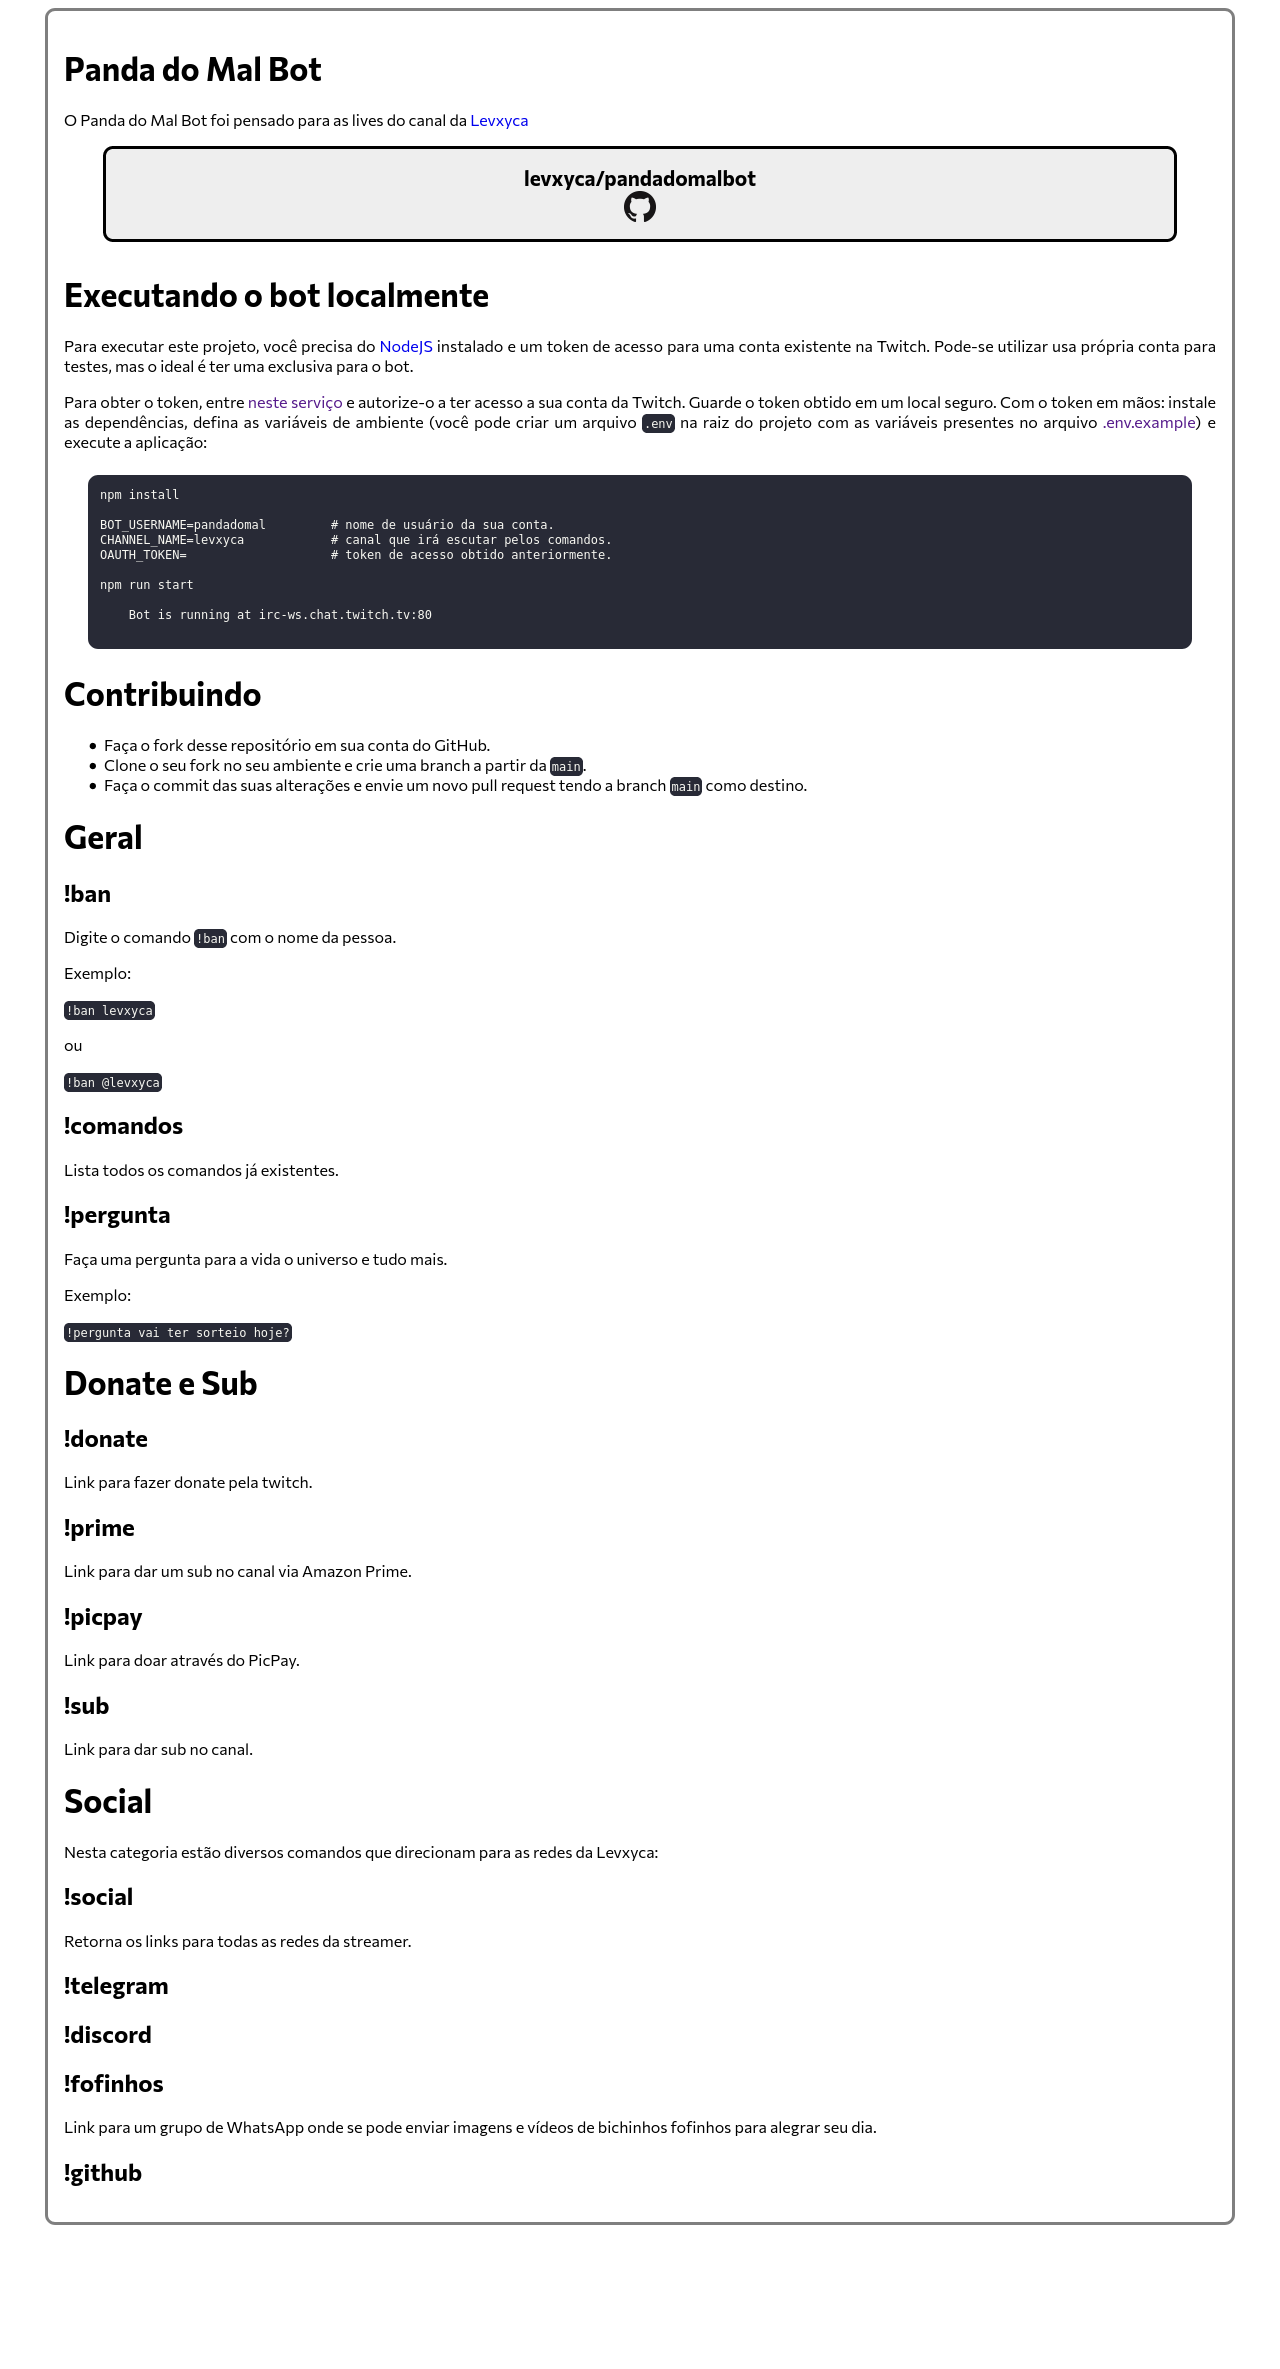 Panda do Mal Bot
O Panda do Mal Bot foi pensado para as lives do canal da Levxyca
levxyca/pandadomalbot
Executando o bot localmente
Para executar este projeto, você precisa do NodeJS instalado e um token de acesso para uma conta existente na Twitch. Pode-se utilizar usa própria conta para
testes, mas o ideal é ter uma exclusiva para o bot.
Para obter o token, entre neste serviço e autorize-o a ter acesso a sua conta da Twitch. Guarde o token obtido em um local seguro. Com o token em mãos: instale
as dependências, defina as variáveis de ambiente (você pode criar um arquivo .env na raiz do projeto com as variáveis presentes no arquivo .env.example) e
execute a aplicação:
npm install
BOT_USERNAME=pandadomal         # nome de usuário da sua conta.
CHANNEL_NAME=levxyca            # canal que irá escutar pelos comandos.
OAUTH_TOKEN=                    # token de acesso obtido anteriormente.
npm run start
Bot is running at irc-ws.chat.twitch.tv:80
Contribuindo
• Faça o fork desse repositório em sua conta do GitHub.
• Clone o seu fork no seu ambiente e crie uma branch a partir da main.
• Faça o commit das suas alterações e envie um novo pull request tendo a branch main como destino.
Geral
!ban
Digite o comando !ban com o nome da pessoa.
Exemplo:
!ban levxyca
ou
!ban @levxyca
!comandos
Lista todos os comandos já existentes.
!pergunta
Faça uma pergunta para a vida o universo e tudo mais.
Exemplo:
!pergunta vai ter sorteio hoje?
Donate e Sub
!donate
Link para fazer donate pela twitch.
!prime
Link para dar um sub no canal via Amazon Prime.
!picpay
Link para doar através do PicPay.
!sub
Link para dar sub no canal.
Social
Nesta categoria estão diversos comandos que direcionam para as redes da Levxyca:
!social
Retorna os links para todas as redes da streamer.
!telegram
!discord
!fofinhos
Link para um grupo de WhatsApp onde se pode enviar imagens e vídeos de bichinhos fofinhos para alegrar seu dia.
!github